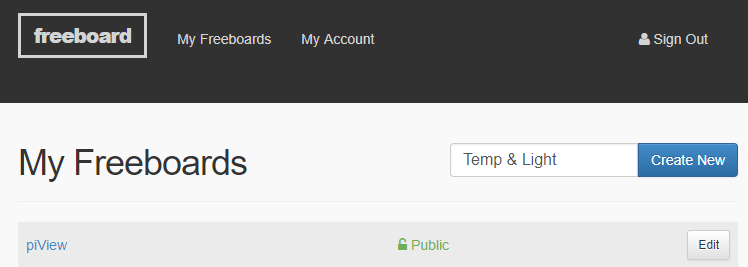 freeboard My Freeboards My Account Sign Out
My Freeboards Temp & Light Create New
piView Public Edit